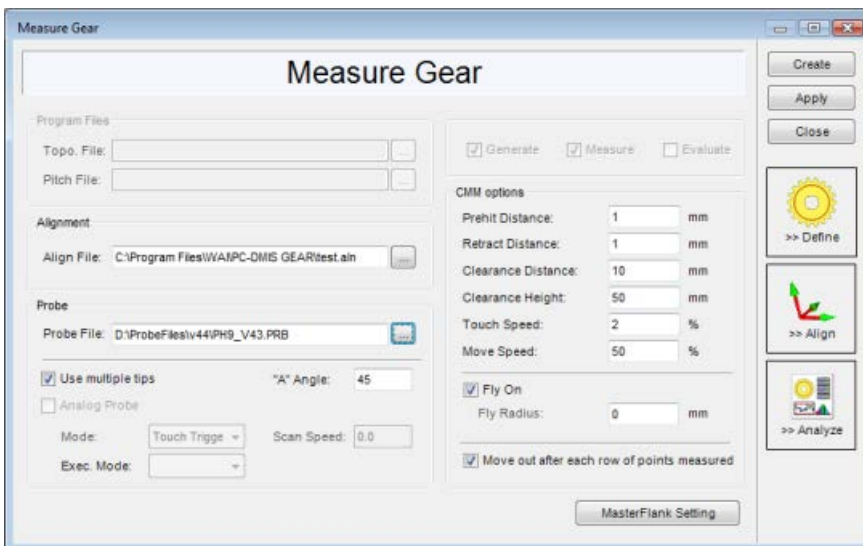 Measure Gear
Measure Gear
Program Files
Topo. File:
...
Pitch File:
...
Alignment
Align File: C:\Program Files\WAI\PC-DMIS GEAR\test.aln
...
Probe
Probe File: D:\ProbeFiles\v44\PH9_V43.PRB
...
Use multiple tips "A" Angle: 45
Analog Probe
Mode: Touch Trigge Scan Speed: 0.0
Exec. Mode:
Generate Measure Evaluate
CMM options
Prehit Distance: 1 mm
Retract Distance: 1 mm
Clearance Distance: 10 mm
Clearance Height: 50 mm
Touch Speed: 2 %
Move Speed: 50 %
Fly On
Fly Radius: 0 mm
Move out after each row of points measured
MasterFlank Setting
Create
Apply
Close
>> Define
>> Align
>> Analyze